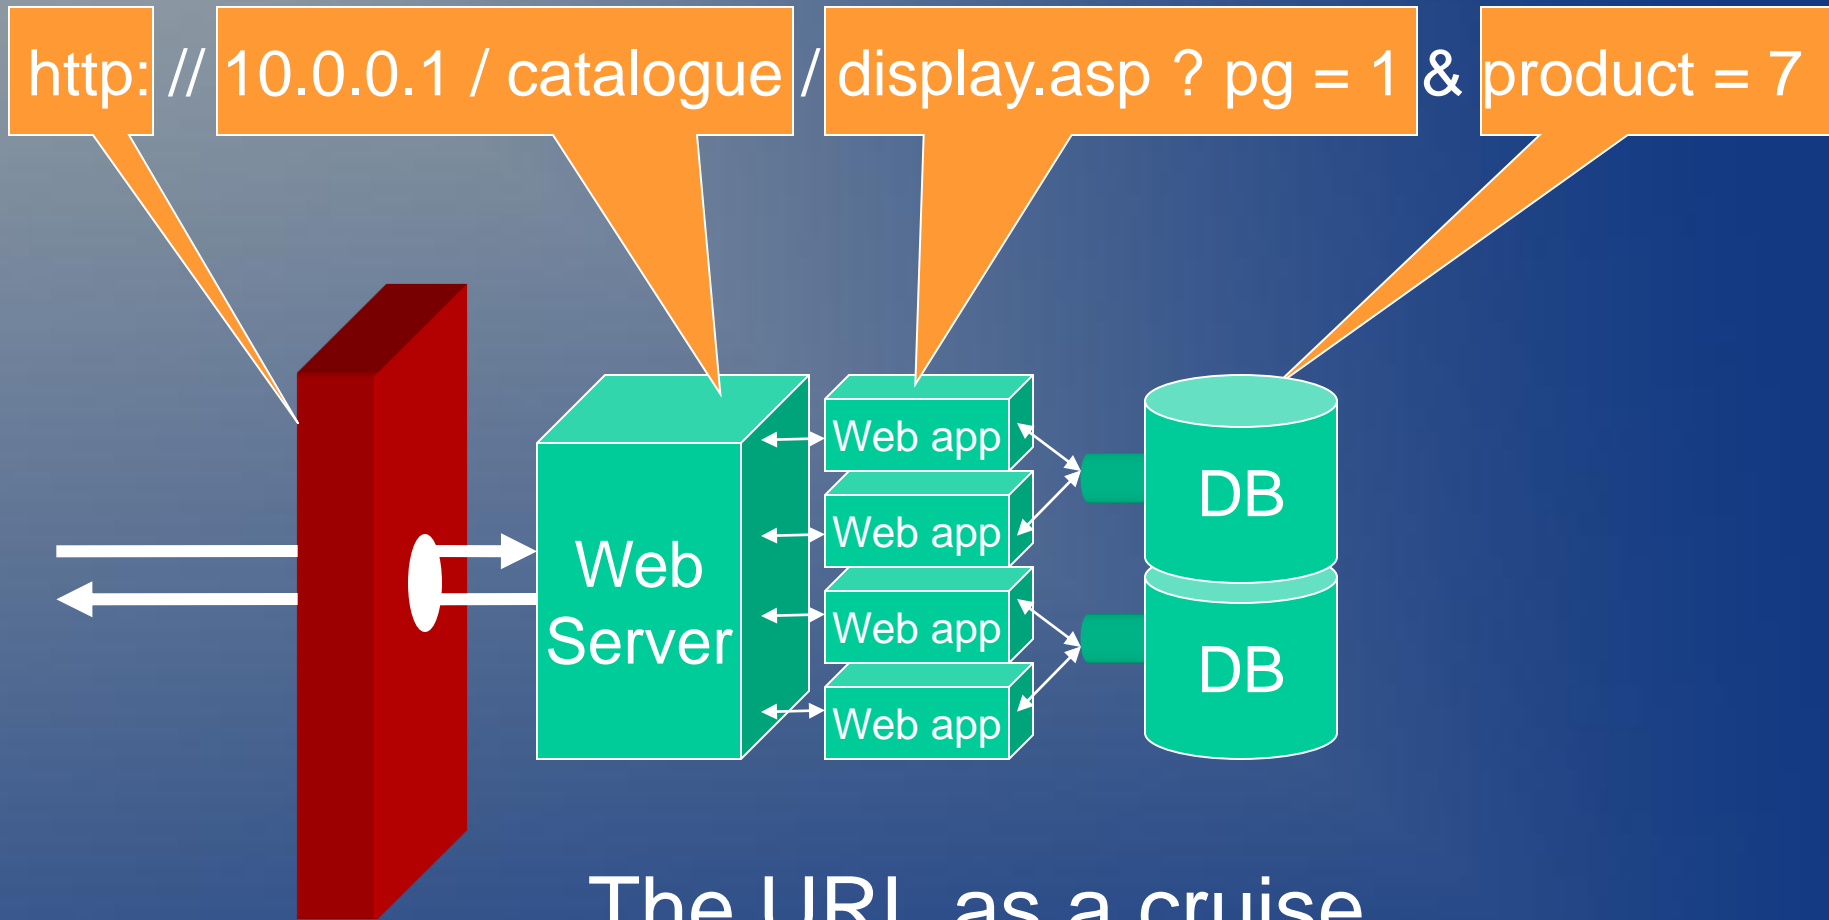 http: // 10.0.0.1 / catalogue / display.asp ? pg = 1 & product = 7
Web
Server
Web app
Web app
Web app
Web app
DB
DB
The URL as a cruise